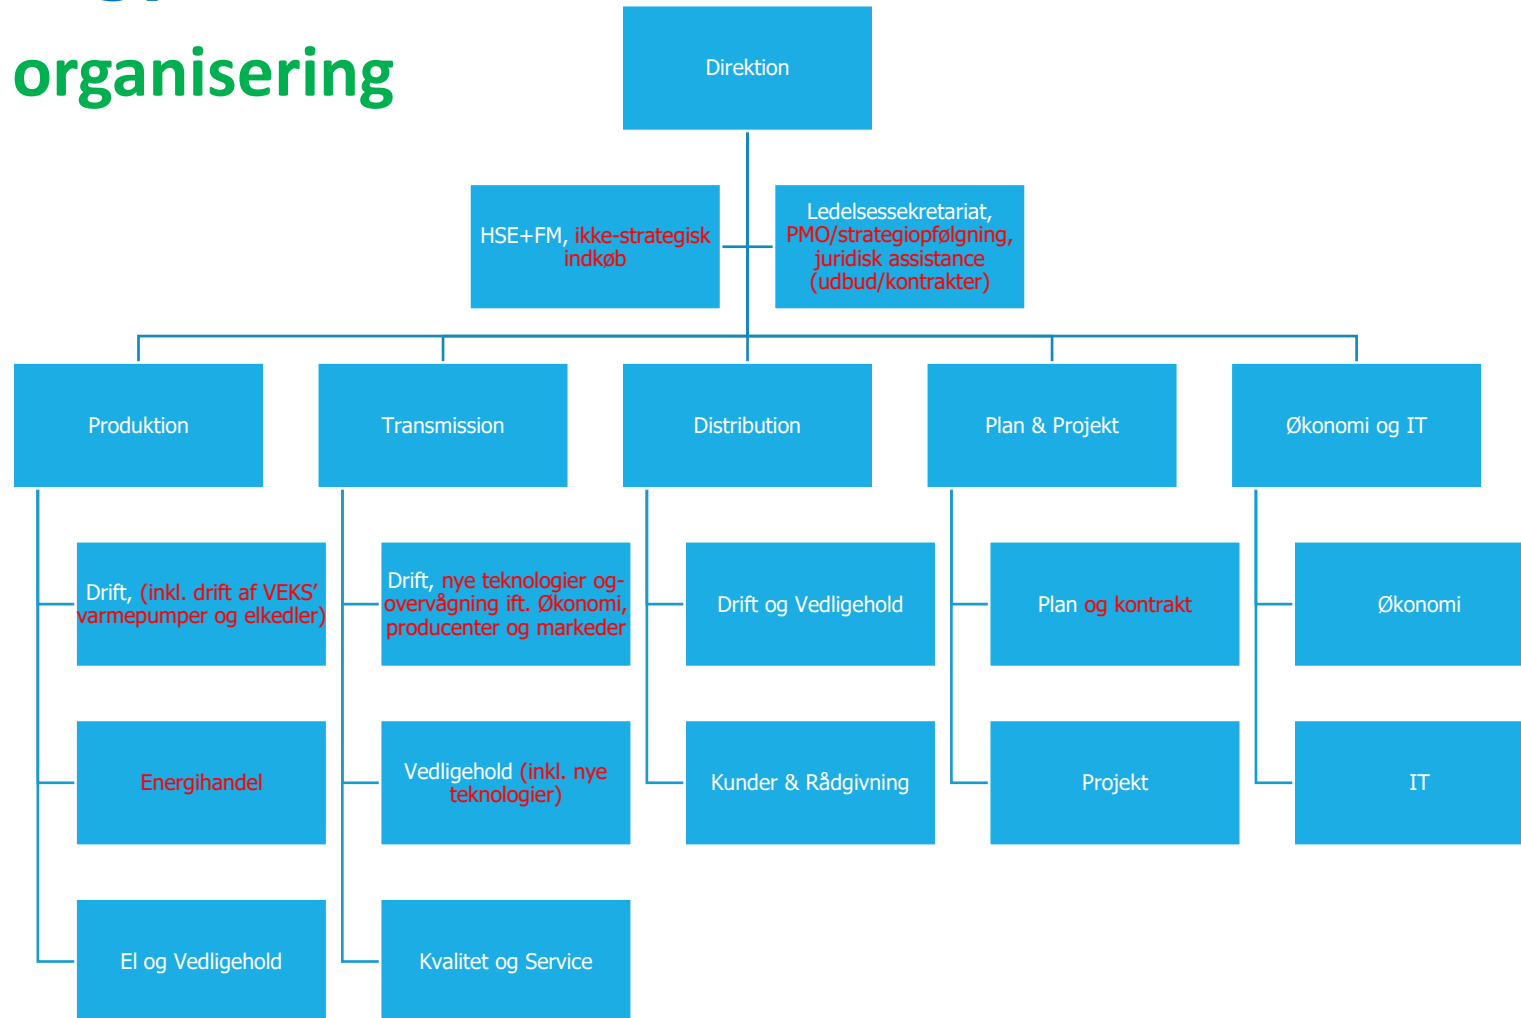 organisering
Direktion
HSE+FM, ikke-strategisk
indkøb
Ledelsessekretariat,
PMO/strategiopfølgning,
juridisk assistance
(udbud/kontrakter)
Produktion
Transmission
Distribution
Plan & Projekt
Økonomi og IT
Drift, (inkl. drift af VEKS’
varmepumper og elkedler)
Drift, nye teknologier og-
overvågning ift. Økonomi,
producenter og markeder
Drift og Vedligehold
Plan og kontrakt
Økonomi
Energihandel
Vedligehold (inkl. nye
teknologier)
Kunder & Rådgivning
Projekt
IT
El og Vedligehold
Kvalitet og Service